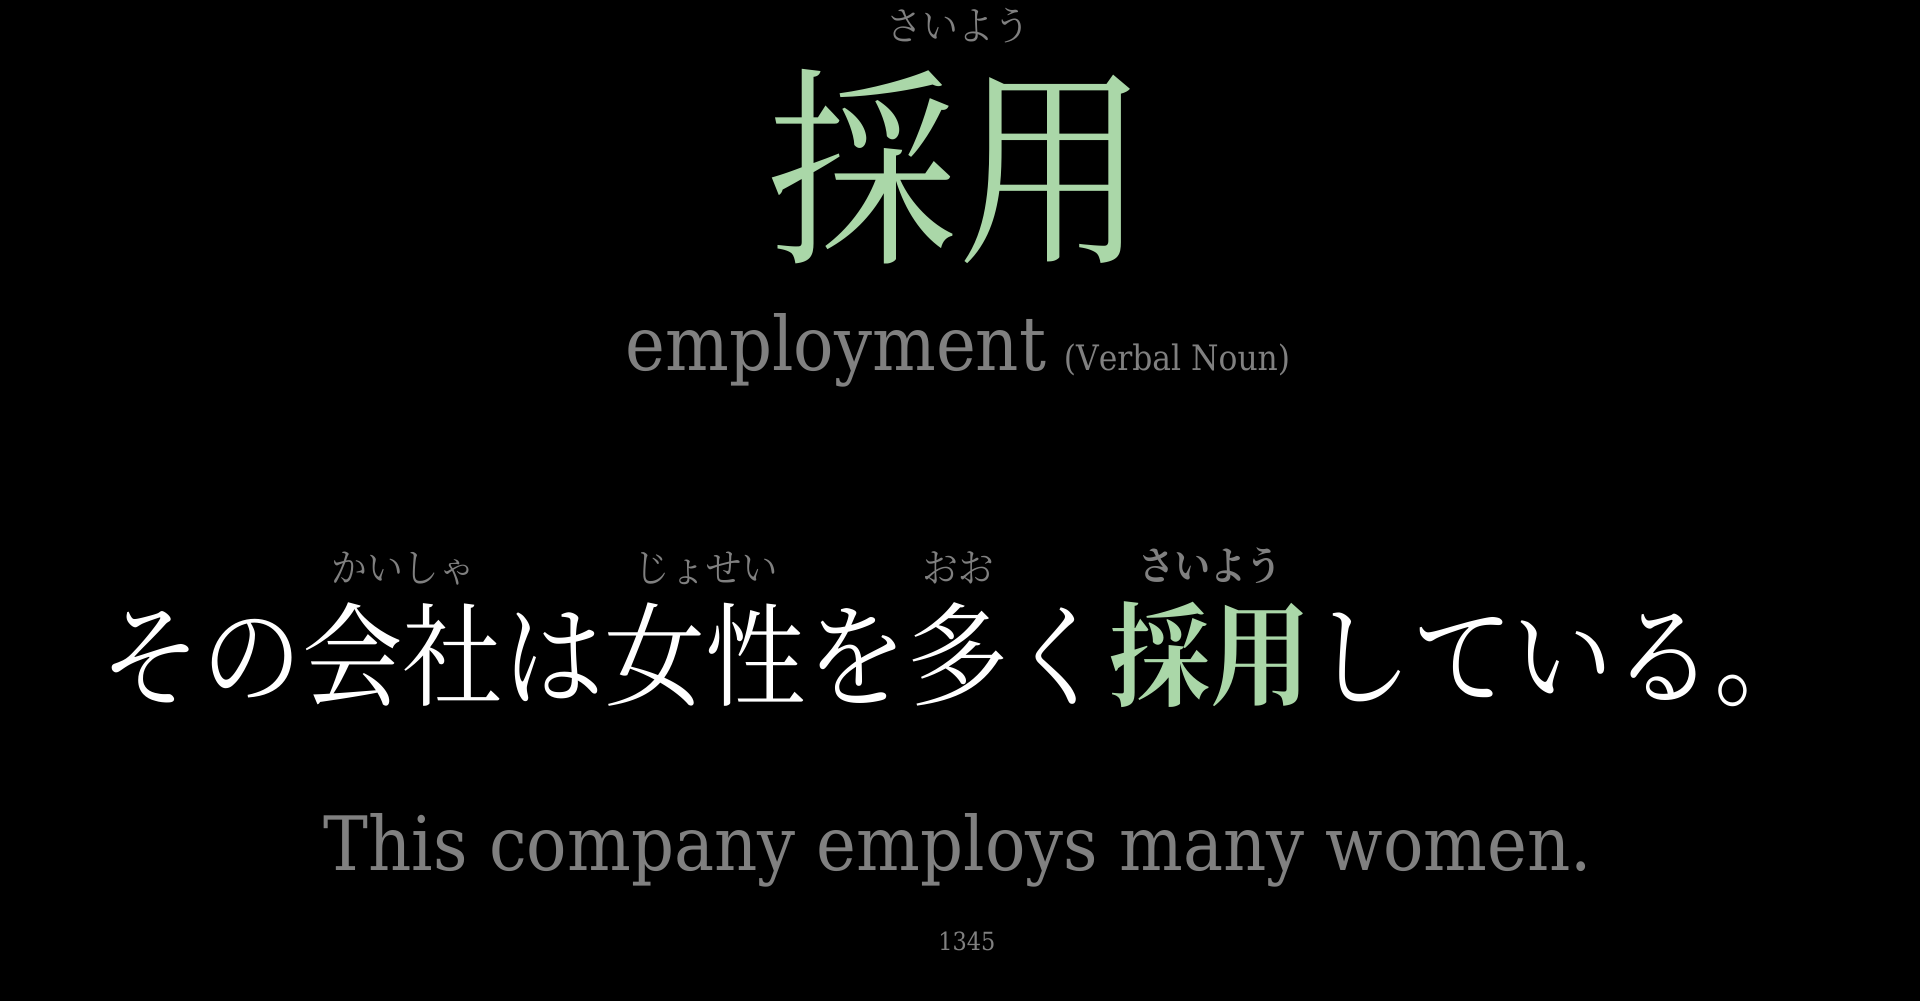 さいよう
採用
employment (Verbal Noun)
かいしゃ じょせい おお さいよう
その会社は女性を多く採用している。
This company employs many women.
1345